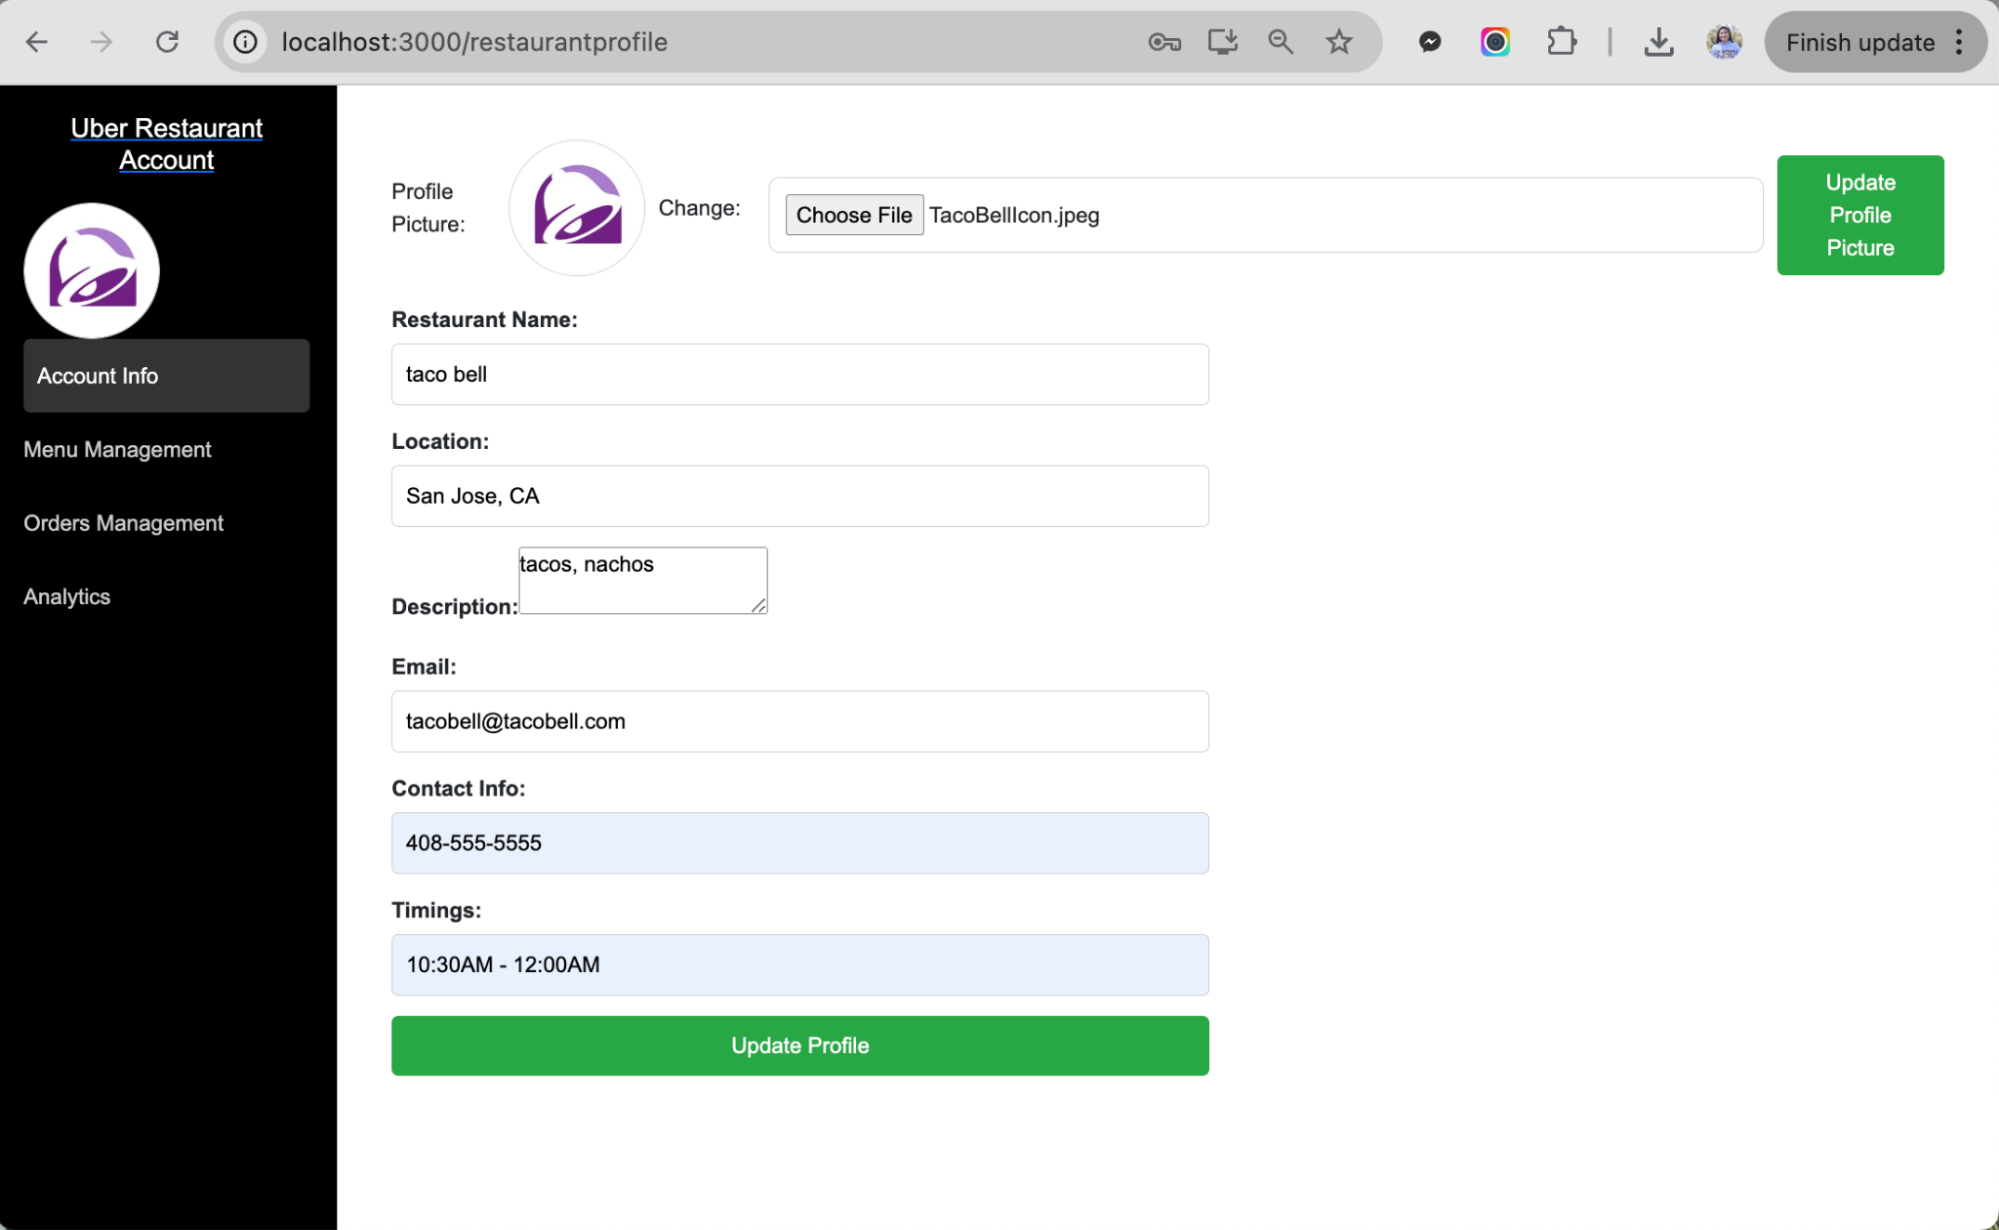 localhost:3000/restaurantprofile
Finish update
Uber Restaurant
Account
Account Info
Menu Management
Orders Management
Analytics
Profile
Picture:
Change:
Choose File TacoBellIcon.jpeg
Update
Profile
Picture
Restaurant Name:
taco bell
Location:
San Jose, CA
Description:
tacos, nachos
Email:
tacobell@tacobell.com
Contact Info:
408-555-5555
Timings:
10:30AM - 12:00AM
Update Profile